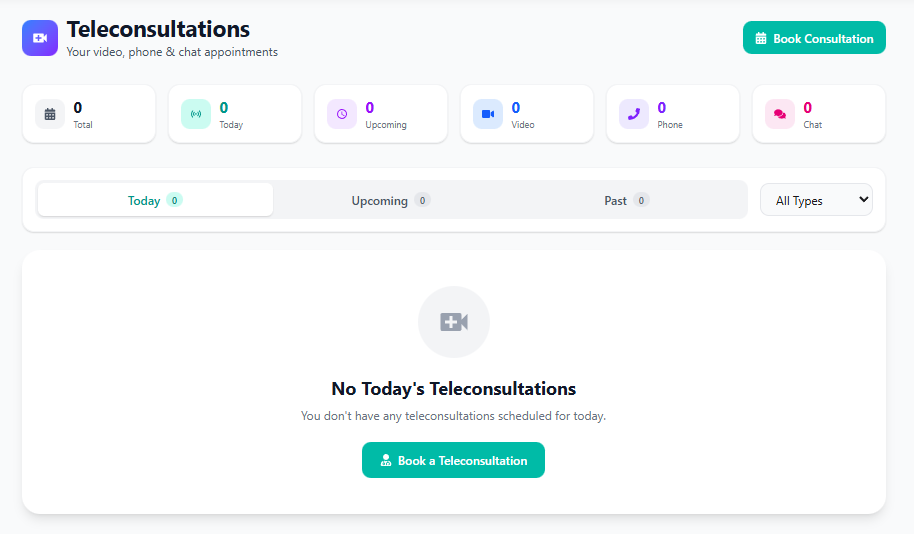 Teleconsultations
Your video, phone & chat appointments
Book Consultation
0
Total
0
Today
0
Upcoming
0
Video
0
Phone
0
Chat
Today 0
Upcoming 0
Past 0
All Types
No Today's Teleconsultations
You don't have any teleconsultations scheduled for today.
Book a Teleconsultation